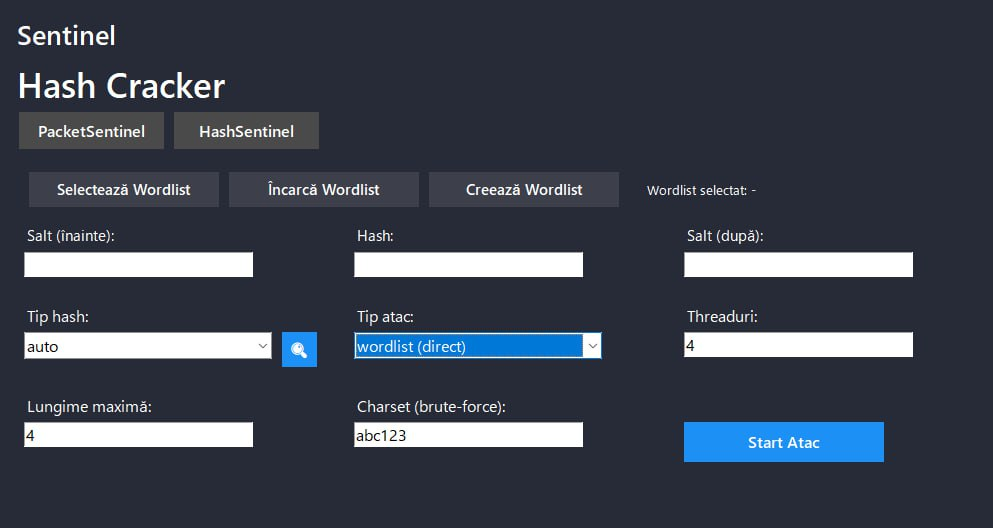 Sentinel
Hash Cracker
PacketSentinel HashSentinel
Selectează Wordlist Încarcă Wordlist Creează Wordlist Wordlist selectat: -
Salt (înainte): Hash: Salt (după):
Tip hash: Tip atac: Threaduri:
auto wordlist (direct) 4
Lungime maximă: Charset (brute-force):
4 abc123 Start Atac